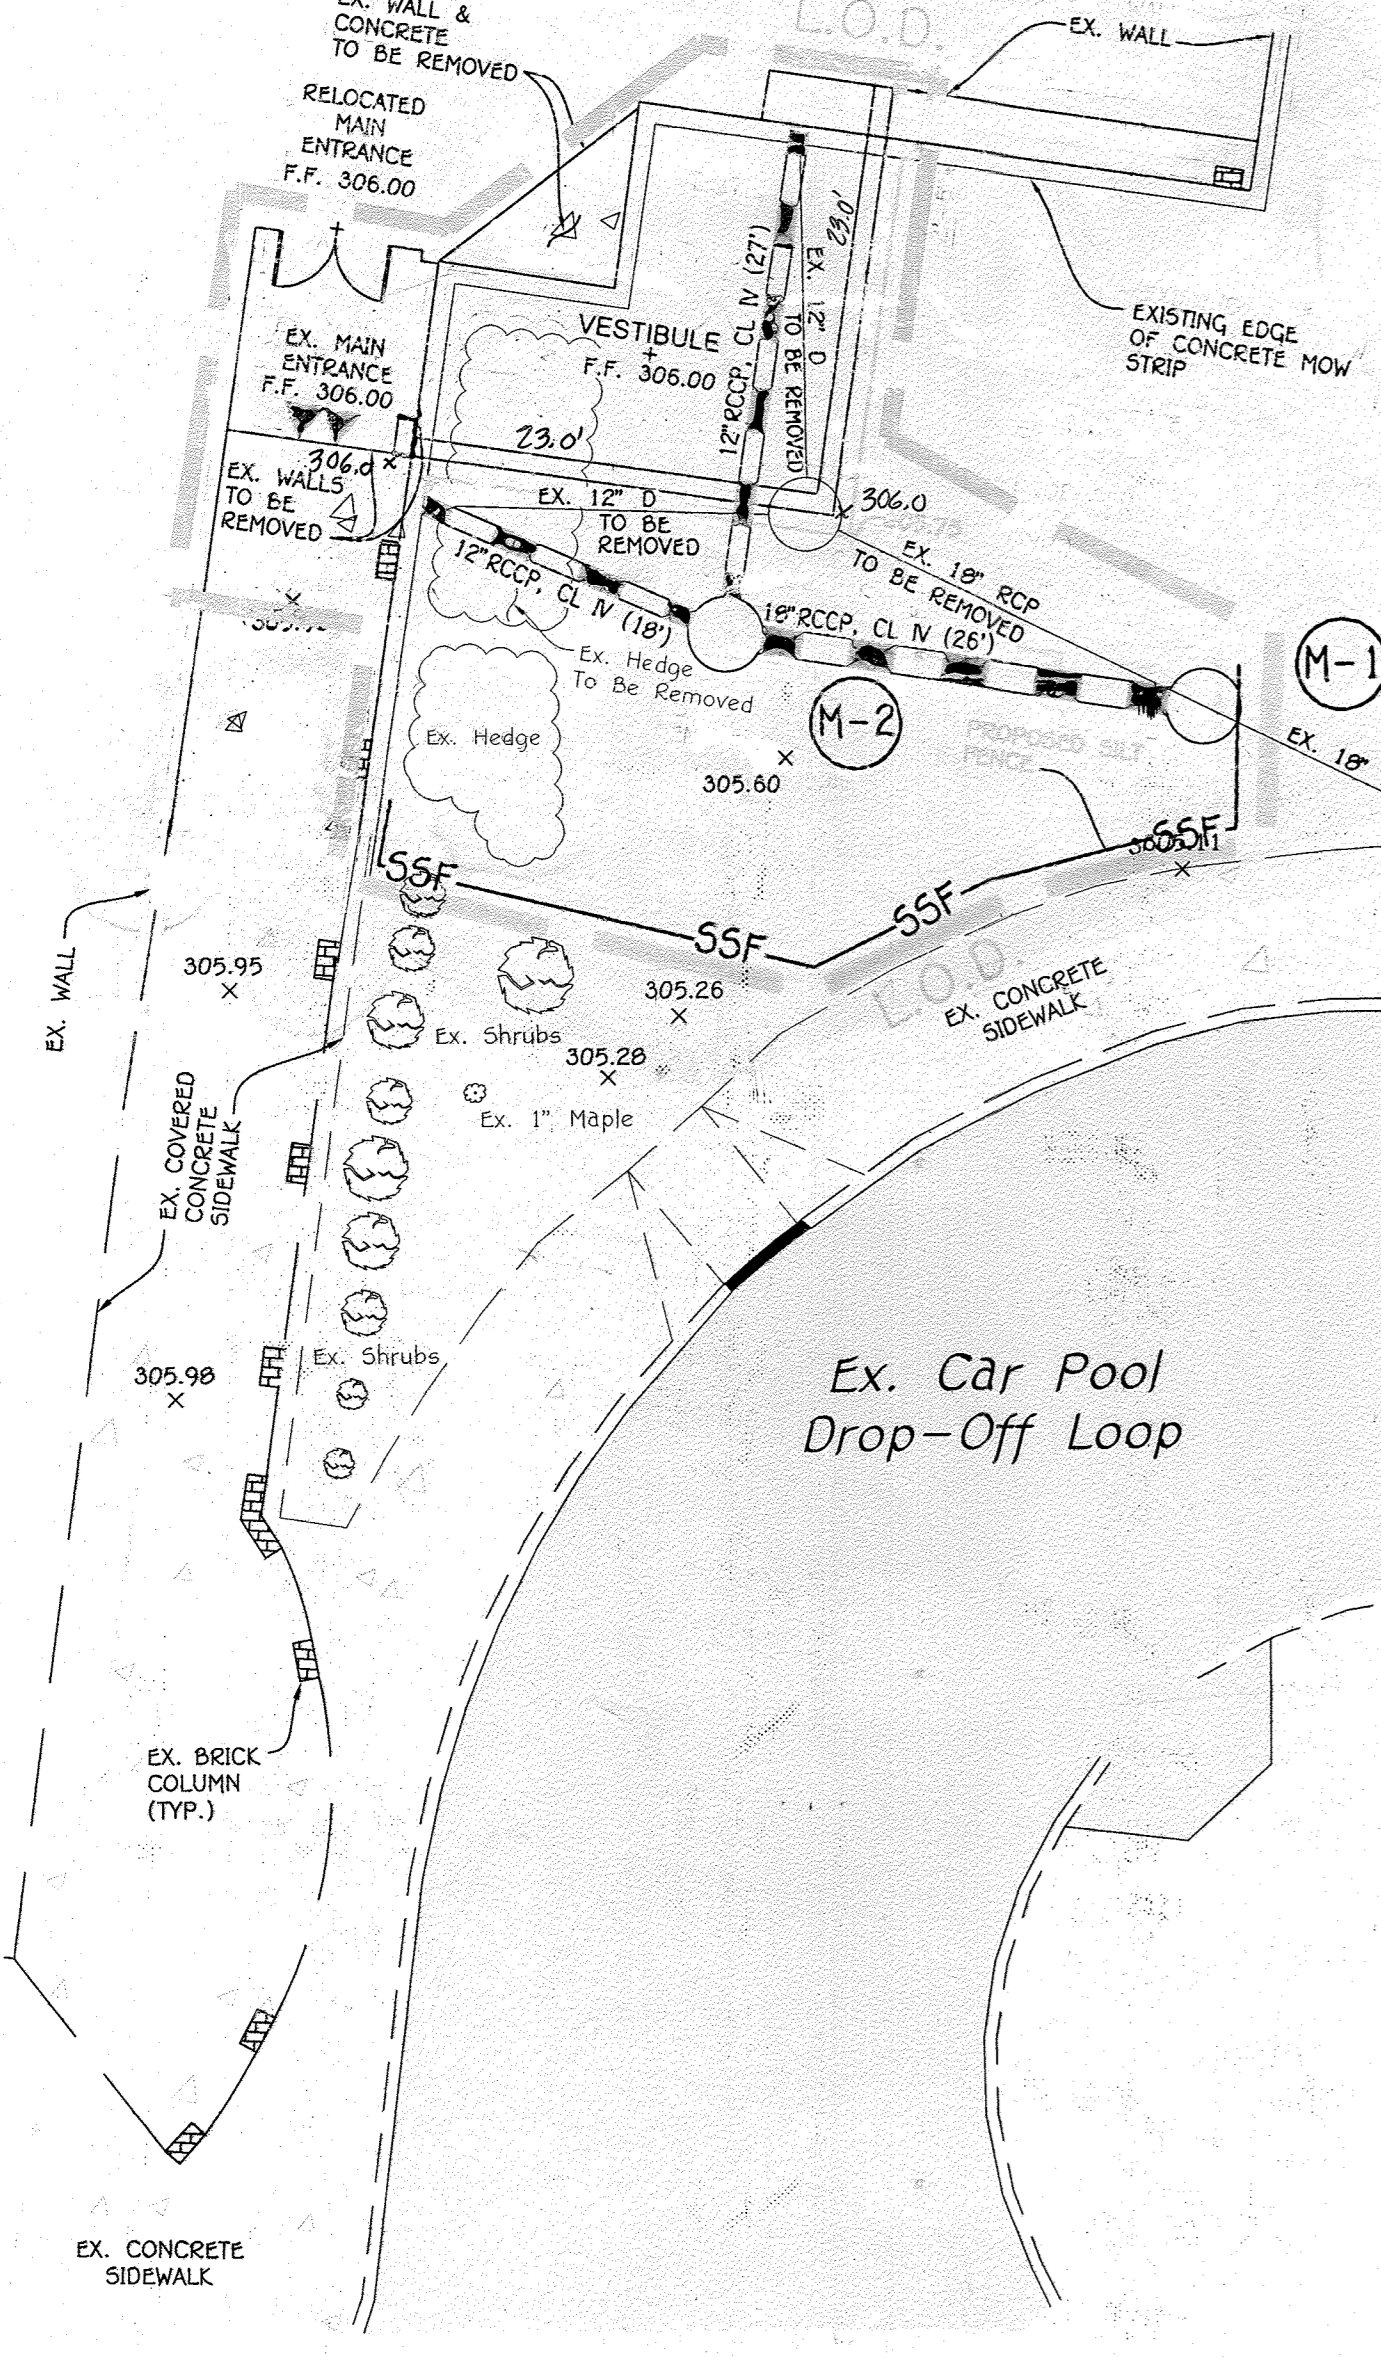 EX. WALL &
CONCRETE
TO BE REMOVED
L.O.D.
EX. WALL
RELOCATED
MAIN
ENTRANCE
F.F. 306.00
EX. MAIN
ENTRANCE
F.F. 306.00
VESTIBULE
F.F. 306.00
12"RCCP, CL IV (27')
EX. 12" D
TO BE REMOVED
23.0'
EXISTING EDGE
OF CONCRETE MOW
STRIP
23.0'
306.0
EX. WALLS
TO BE
REMOVED
EX. 12" D
TO BE
REMOVED
306.0
EX. 18" RCP
TO BE REMOVED
12"RCCP, CL IV (18')
18"RCCP, CL IV (26')
Ex. Hedge
To Be Removed
M-1
M-2
Ex. Hedge
305.60
PROPOSED SILT
FENCE
EX. 18"
SSF
SSF
SSF
SSF
L.O.D.
305.95
305.26
EX. CONCRETE
SIDEWALK
EX. WALL
Ex. Shrubs
305.28
Ex. 1" Maple
EX. COVERED
CONCRETE
SIDEWALK
Ex. Shrubs
305.98
Ex. Car Pool
Drop-Off Loop
EX. BRICK
COLUMN
(TYP.)
EX. CONCRETE
SIDEWALK